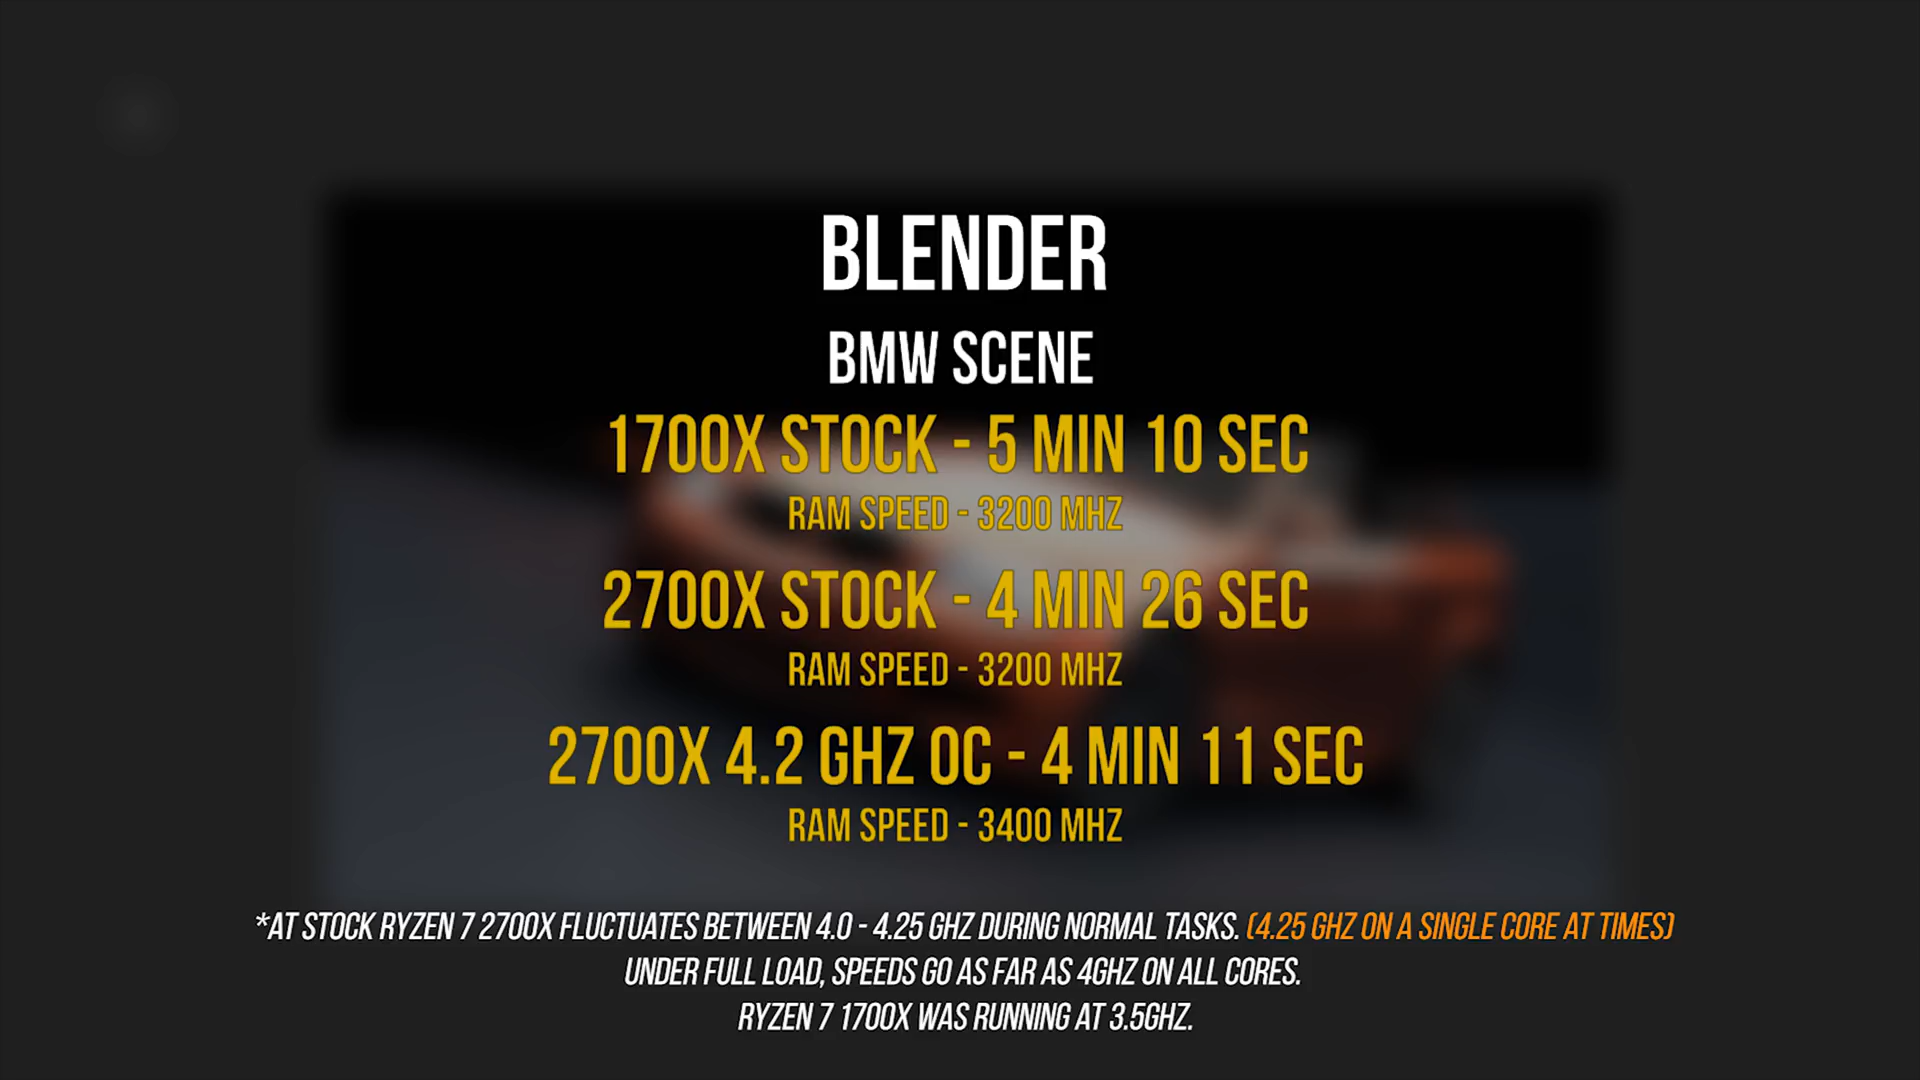 BLENDER
BMW SCENE
1700X STOCK - 5 MIN 10 SEC
RAM SPEED - 3200 MHZ
2700X STOCK - 4 MIN 26 SEC
RAM SPEED - 3200 MHZ
2700X 4.2 GHZ OC - 4 MIN 11 SEC
RAM SPEED - 3400 MHZ
*AT STOCK RYZEN 7 2700X FLUCTUATES BETWEEN 4.0 - 4.25 GHZ DURING NORMAL TASKS. (4.25 GHZ ON A SINGLE CORE AT TIMES)
UNDER FULL LOAD, SPEEDS GO AS FAR AS 4GHZ ON ALL CORES.
RYZEN 7 1700X WAS RUNNING AT 3.5GHZ.